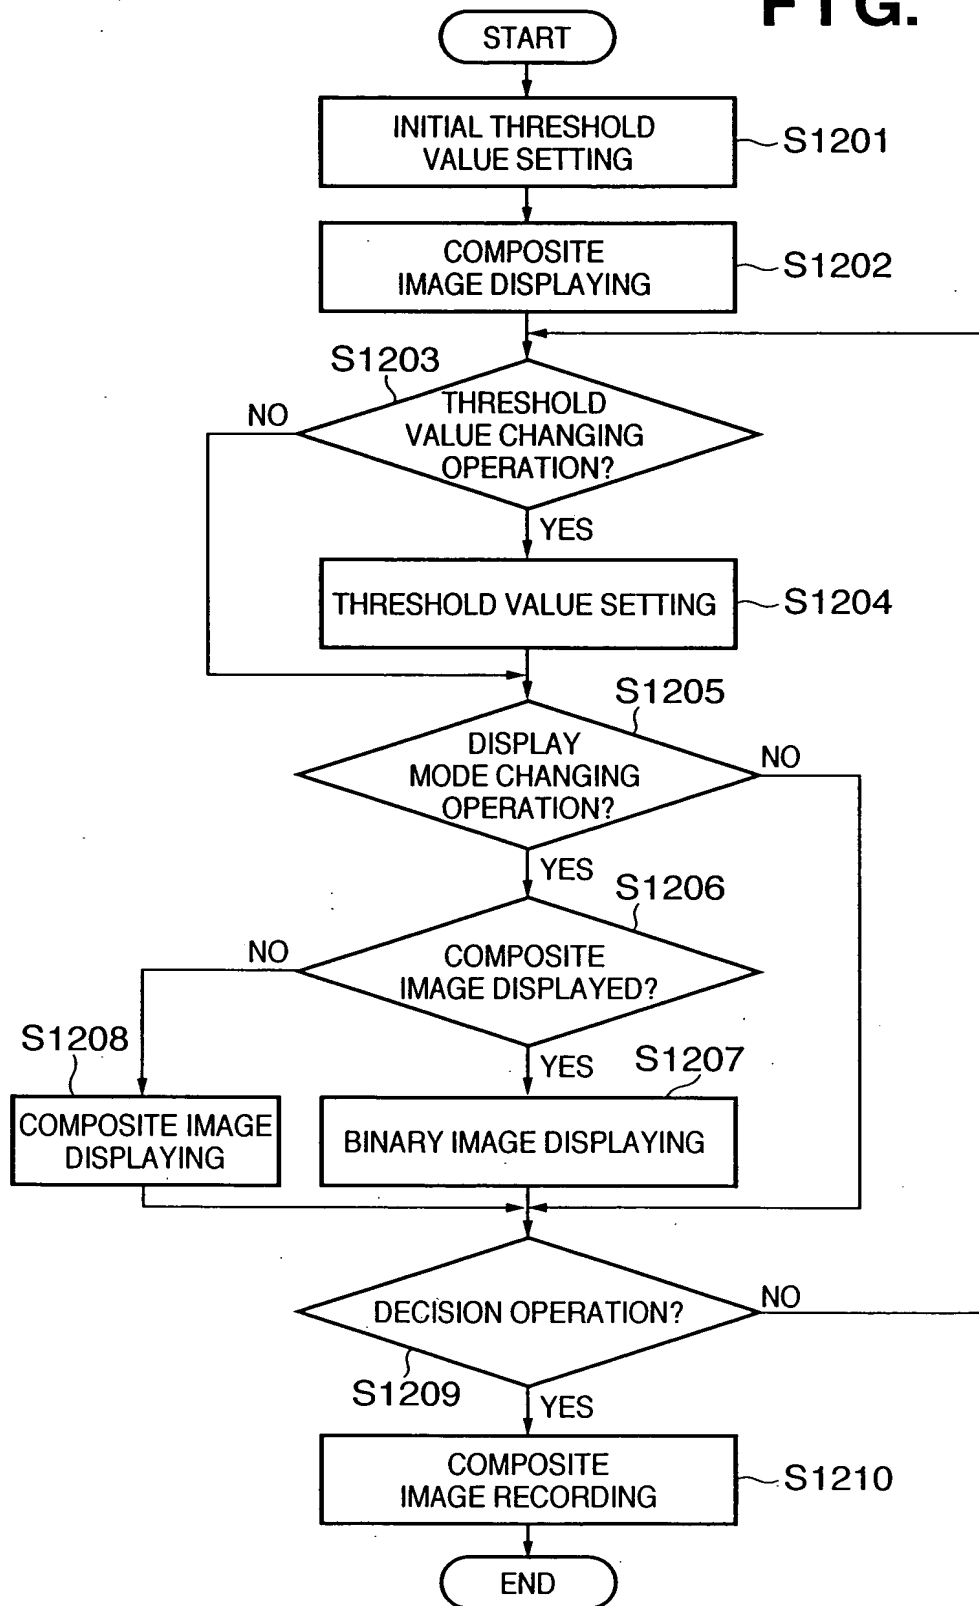 FIG.
START
INITIAL THRESHOLD
VALUE SETTING
S1201
COMPOSITE
IMAGE DISPLAYING
S1202
S1203
NO
THRESHOLD
VALUE CHANGING
OPERATION?
YES
THRESHOLD VALUE SETTING
S1204
S1205
DISPLAY
MODE CHANGING
OPERATION?
NO
YES
S1206
NO
COMPOSITE
IMAGE DISPLAYED?
S1208
YES
S1207
COMPOSITE IMAGE
DISPLAYING
BINARY IMAGE DISPLAYING
DECISION OPERATION?
NO
S1209
YES
COMPOSITE
IMAGE RECORDING
S1210
END